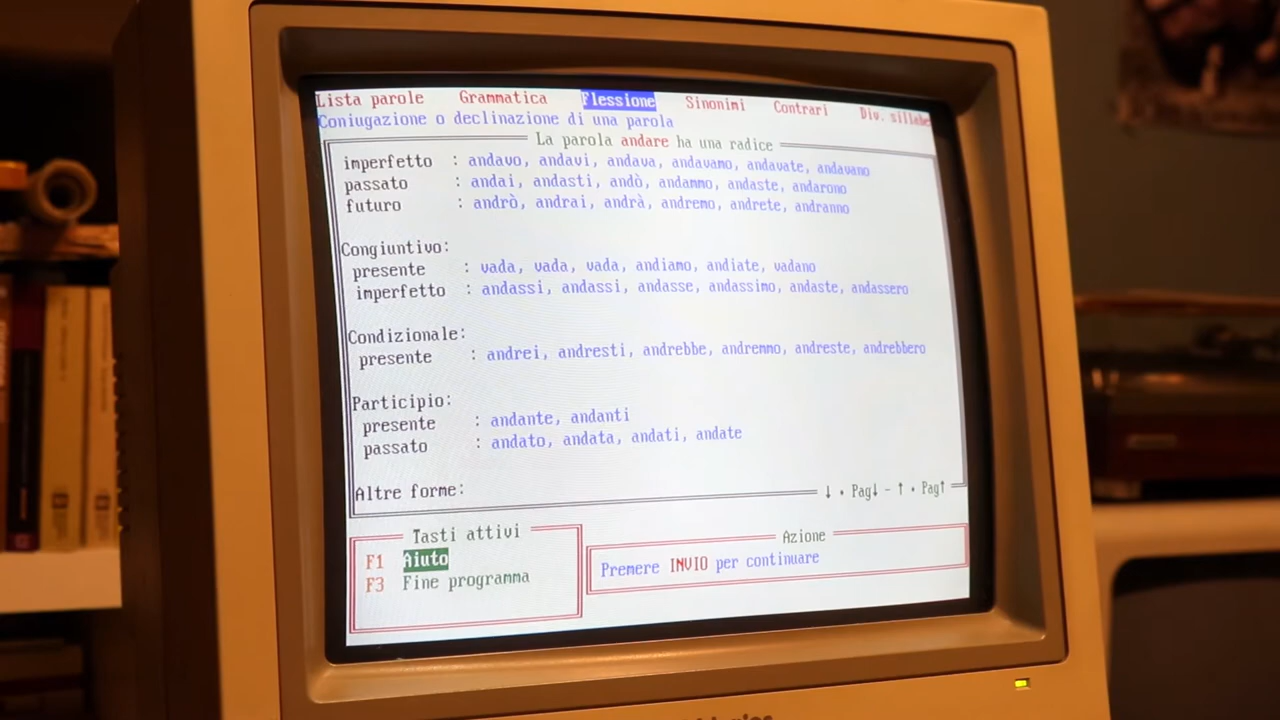 Lista parole Grammatica Flessione Sinonimi Contrari Div. sillabe
Coniugazione o declinazione di una parola
La parola andare ha una radice
imperfetto : andavo, andavi, andava, andavamo, andavate, andavano
passato : andai, andasti, andò, andammo, andaste, andarono
futuro : andrò, andrai, andrà, andremo, andrete, andranno
Congiuntivo:
presente : vada, vada, vada, andiamo, andiate, vadano
imperfetto : andassi, andassi, andasse, andassimo, andaste, andassero
Condizionale:
presente : andrei, andresti, andrebbe, andremmo, andreste, andrebbero
Participio:
presente : andante, andanti
passato : andato, andata, andati, andate
Altre forme:
↓ • Pag↓ - ↑ • Pag↑
Tasti attivi
F1 Aiuto
F3 Fine programma
Azione
Premere INVIO per continuare